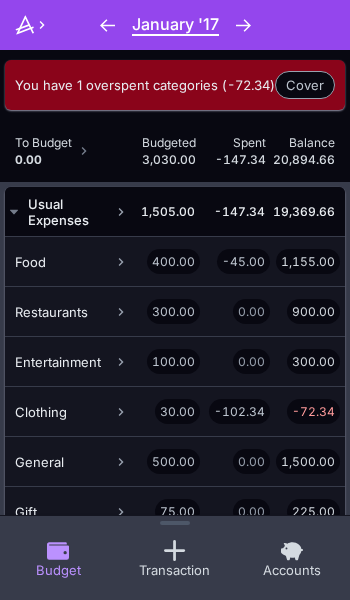 January '17
You have 1 overspent categories (-72.34) Cover
To Budget Budgeted Spent Balance
0.00 3,030.00 -147.34 20,894.66
Usual Expenses 1,505.00 -147.34 19,369.66
Food 400.00 -45.00 1,155.00
Restaurants 300.00 0.00 900.00
Entertainment 100.00 0.00 300.00
Clothing 30.00 -102.34 -72.34
General 500.00 0.00 1,500.00
Gift 75.00 0.00 225.00
Budget Transaction Accounts